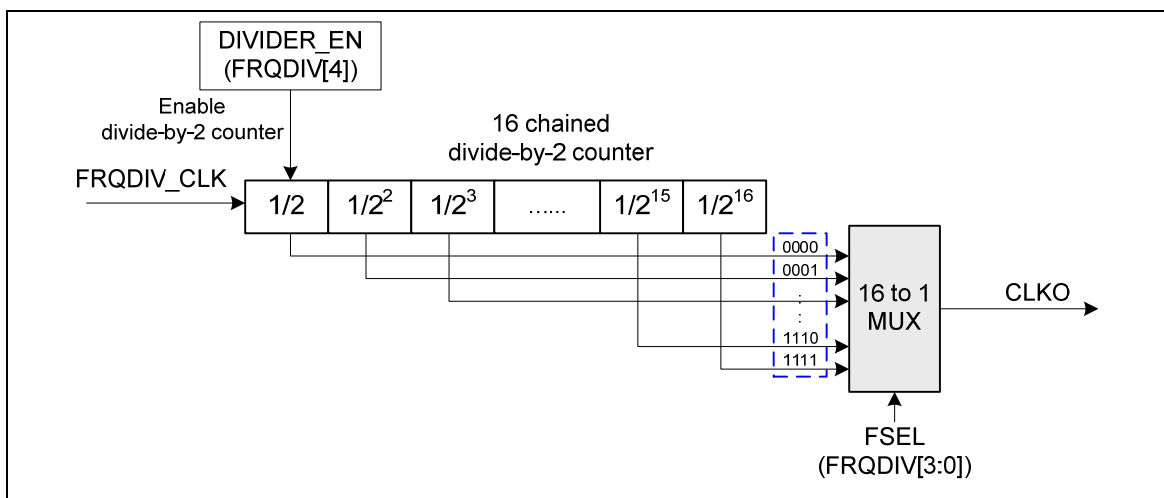 DIVIDER_EN
(FRQDIV[4])
Enable
divide-by-2 counter
16 chained
divide-by-2 counter
FRQDIV_CLK
1/2 1/2² 1/2³ ...... 1/2¹⁵ 1/2¹⁶
0000
0001
:
:
1110
1111
16 to 1
MUX
CLKO
FSEL
(FRQDIV[3:0])